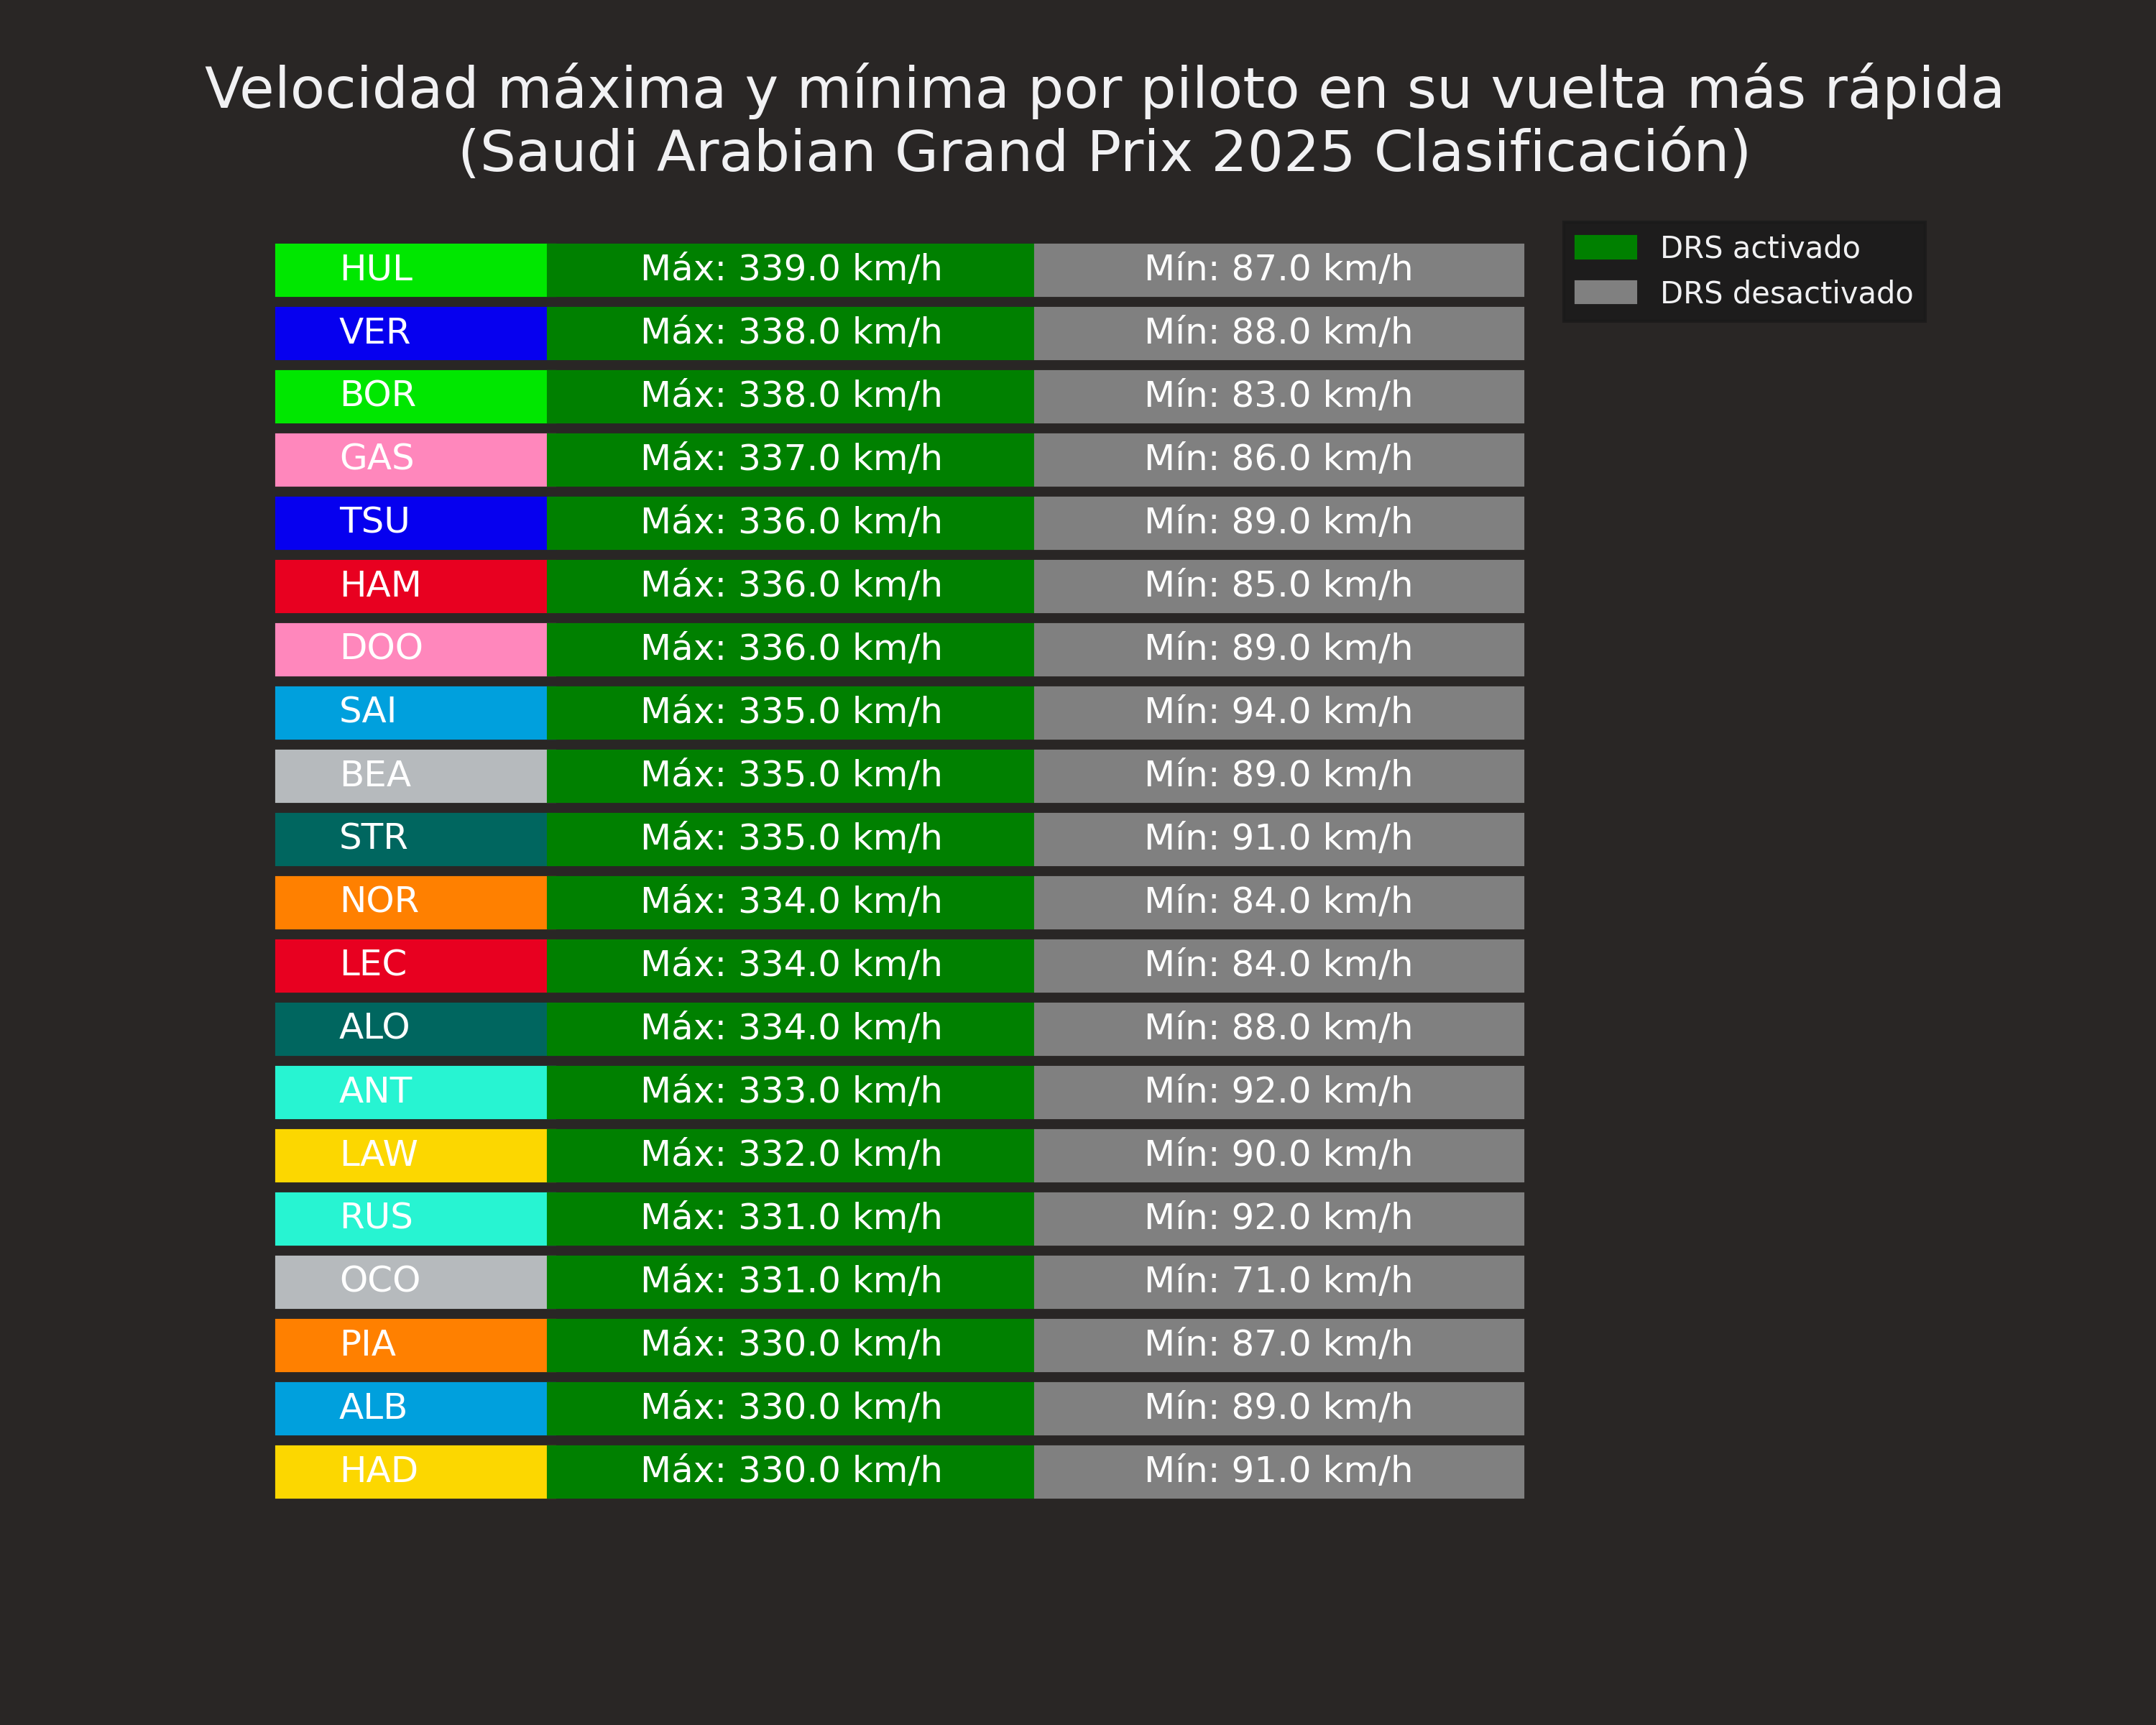 Velocidad máxima y mínima por piloto en su vuelta más rápida
(Saudi Arabian Grand Prix 2025 Clasificación)
DRS activado
DRS desactivado
HUL Máx: 339.0 km/h Mín: 87.0 km/h
VER Máx: 338.0 km/h Mín: 88.0 km/h
BOR Máx: 338.0 km/h Mín: 83.0 km/h
GAS Máx: 337.0 km/h Mín: 86.0 km/h
TSU Máx: 336.0 km/h Mín: 89.0 km/h
HAM Máx: 336.0 km/h Mín: 85.0 km/h
DOO Máx: 336.0 km/h Mín: 89.0 km/h
SAI Máx: 335.0 km/h Mín: 94.0 km/h
BEA Máx: 335.0 km/h Mín: 89.0 km/h
STR Máx: 335.0 km/h Mín: 91.0 km/h
NOR Máx: 334.0 km/h Mín: 84.0 km/h
LEC Máx: 334.0 km/h Mín: 84.0 km/h
ALO Máx: 334.0 km/h Mín: 88.0 km/h
ANT Máx: 333.0 km/h Mín: 92.0 km/h
LAW Máx: 332.0 km/h Mín: 90.0 km/h
RUS Máx: 331.0 km/h Mín: 92.0 km/h
OCO Máx: 331.0 km/h Mín: 71.0 km/h
PIA Máx: 330.0 km/h Mín: 87.0 km/h
ALB Máx: 330.0 km/h Mín: 89.0 km/h
HAD Máx: 330.0 km/h Mín: 91.0 km/h